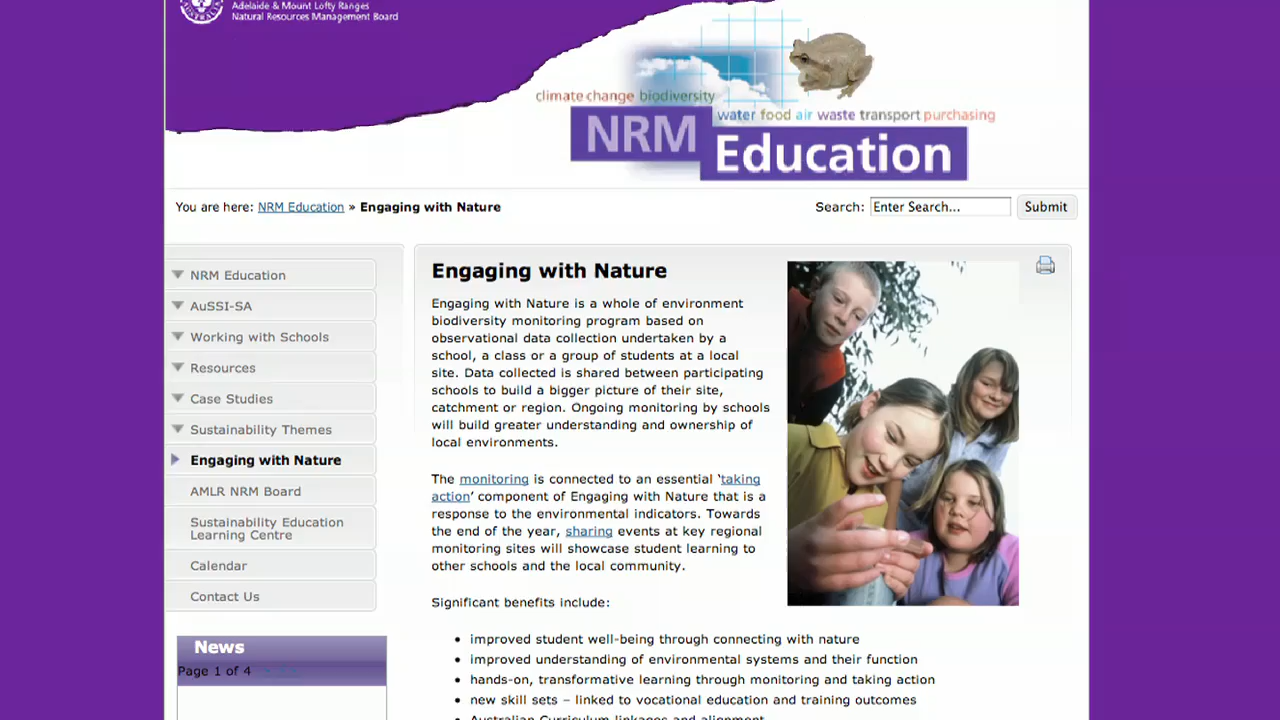 Adelaide & Mount Lofty Ranges
Natural Resources Management Board
climate change biodiversity
water food air waste transport purchasing
NRM
Education
You are here: NRM Education » Engaging with Nature
Search: Enter Search... Submit
NRM Education
AuSSI-SA
Working with Schools
Resources
Case Studies
Sustainability Themes
Engaging with Nature
AMLR NRM Board
Sustainability Education
Learning Centre
Calendar
Contact Us
News
Page 1 of 4
Engaging with Nature
Engaging with Nature is a whole of environment
biodiversity monitoring program based on
observational data collection undertaken by a
school, a class or a group of students at a local
site. Data collected is shared between participating
schools to build a bigger picture of their site,
catchment or region. Ongoing monitoring by schools
will build greater understanding and ownership of
local environments.
The monitoring is connected to an essential ‘taking
action’ component of Engaging with Nature that is a
response to the environmental indicators. Towards
the end of the year, sharing events at key regional
monitoring sites will showcase student learning to
other schools and the local community.
Significant benefits include:
• improved student well-being through connecting with nature
• improved understanding of environmental systems and their function
• hands-on, transformative learning through monitoring and taking action
• new skill sets – linked to vocational education and training outcomes
• Australian Curriculum linkages and alignment